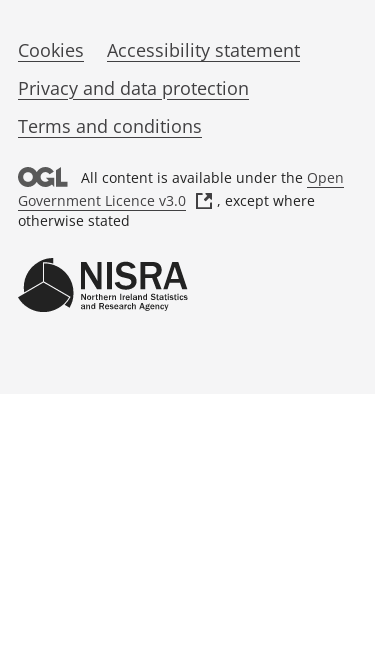 Cookies Accessibility statement
Privacy and data protection
Terms and conditions
OGL All content is available under the Open
Government Licence v3.0 , except where
otherwise stated
NISRA
Northern Ireland Statistics
and Research Agency